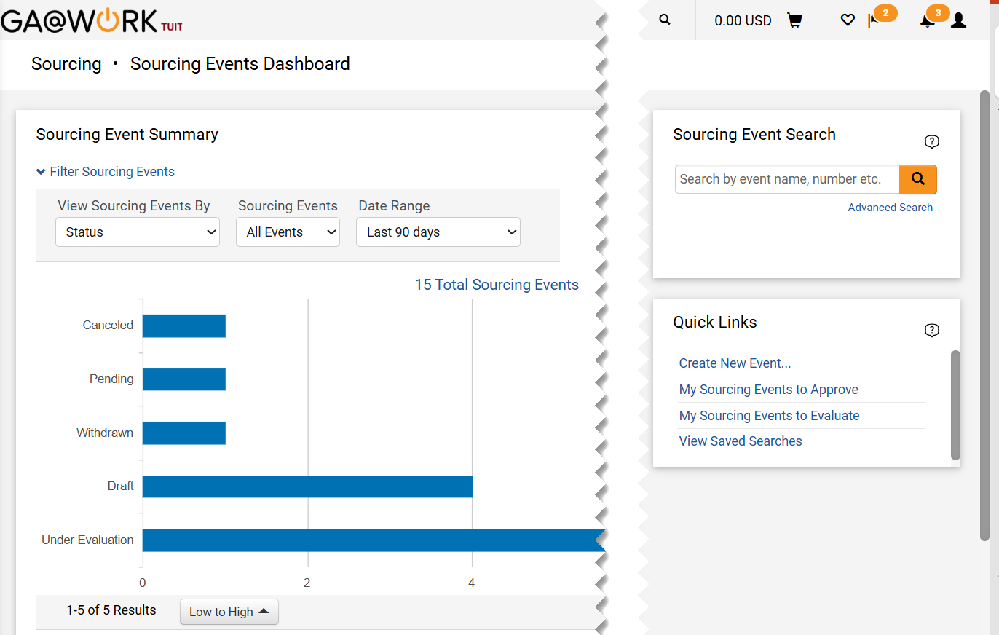 GA@WORK TUIT
0.00 USD
2
3
Sourcing • Sourcing Events Dashboard
Sourcing Event Summary
Filter Sourcing Events
View Sourcing Events By
Sourcing Events
Date Range
Status
All Events
Last 90 days
15 Total Sourcing Events
Canceled
Pending
Withdrawn
Draft
Under Evaluation
0
2
4
1-5 of 5 Results
Low to High
Sourcing Event Search
?
Search by event name, number etc.
Advanced Search
Quick Links
?
Create New Event...
My Sourcing Events to Approve
My Sourcing Events to Evaluate
View Saved Searches